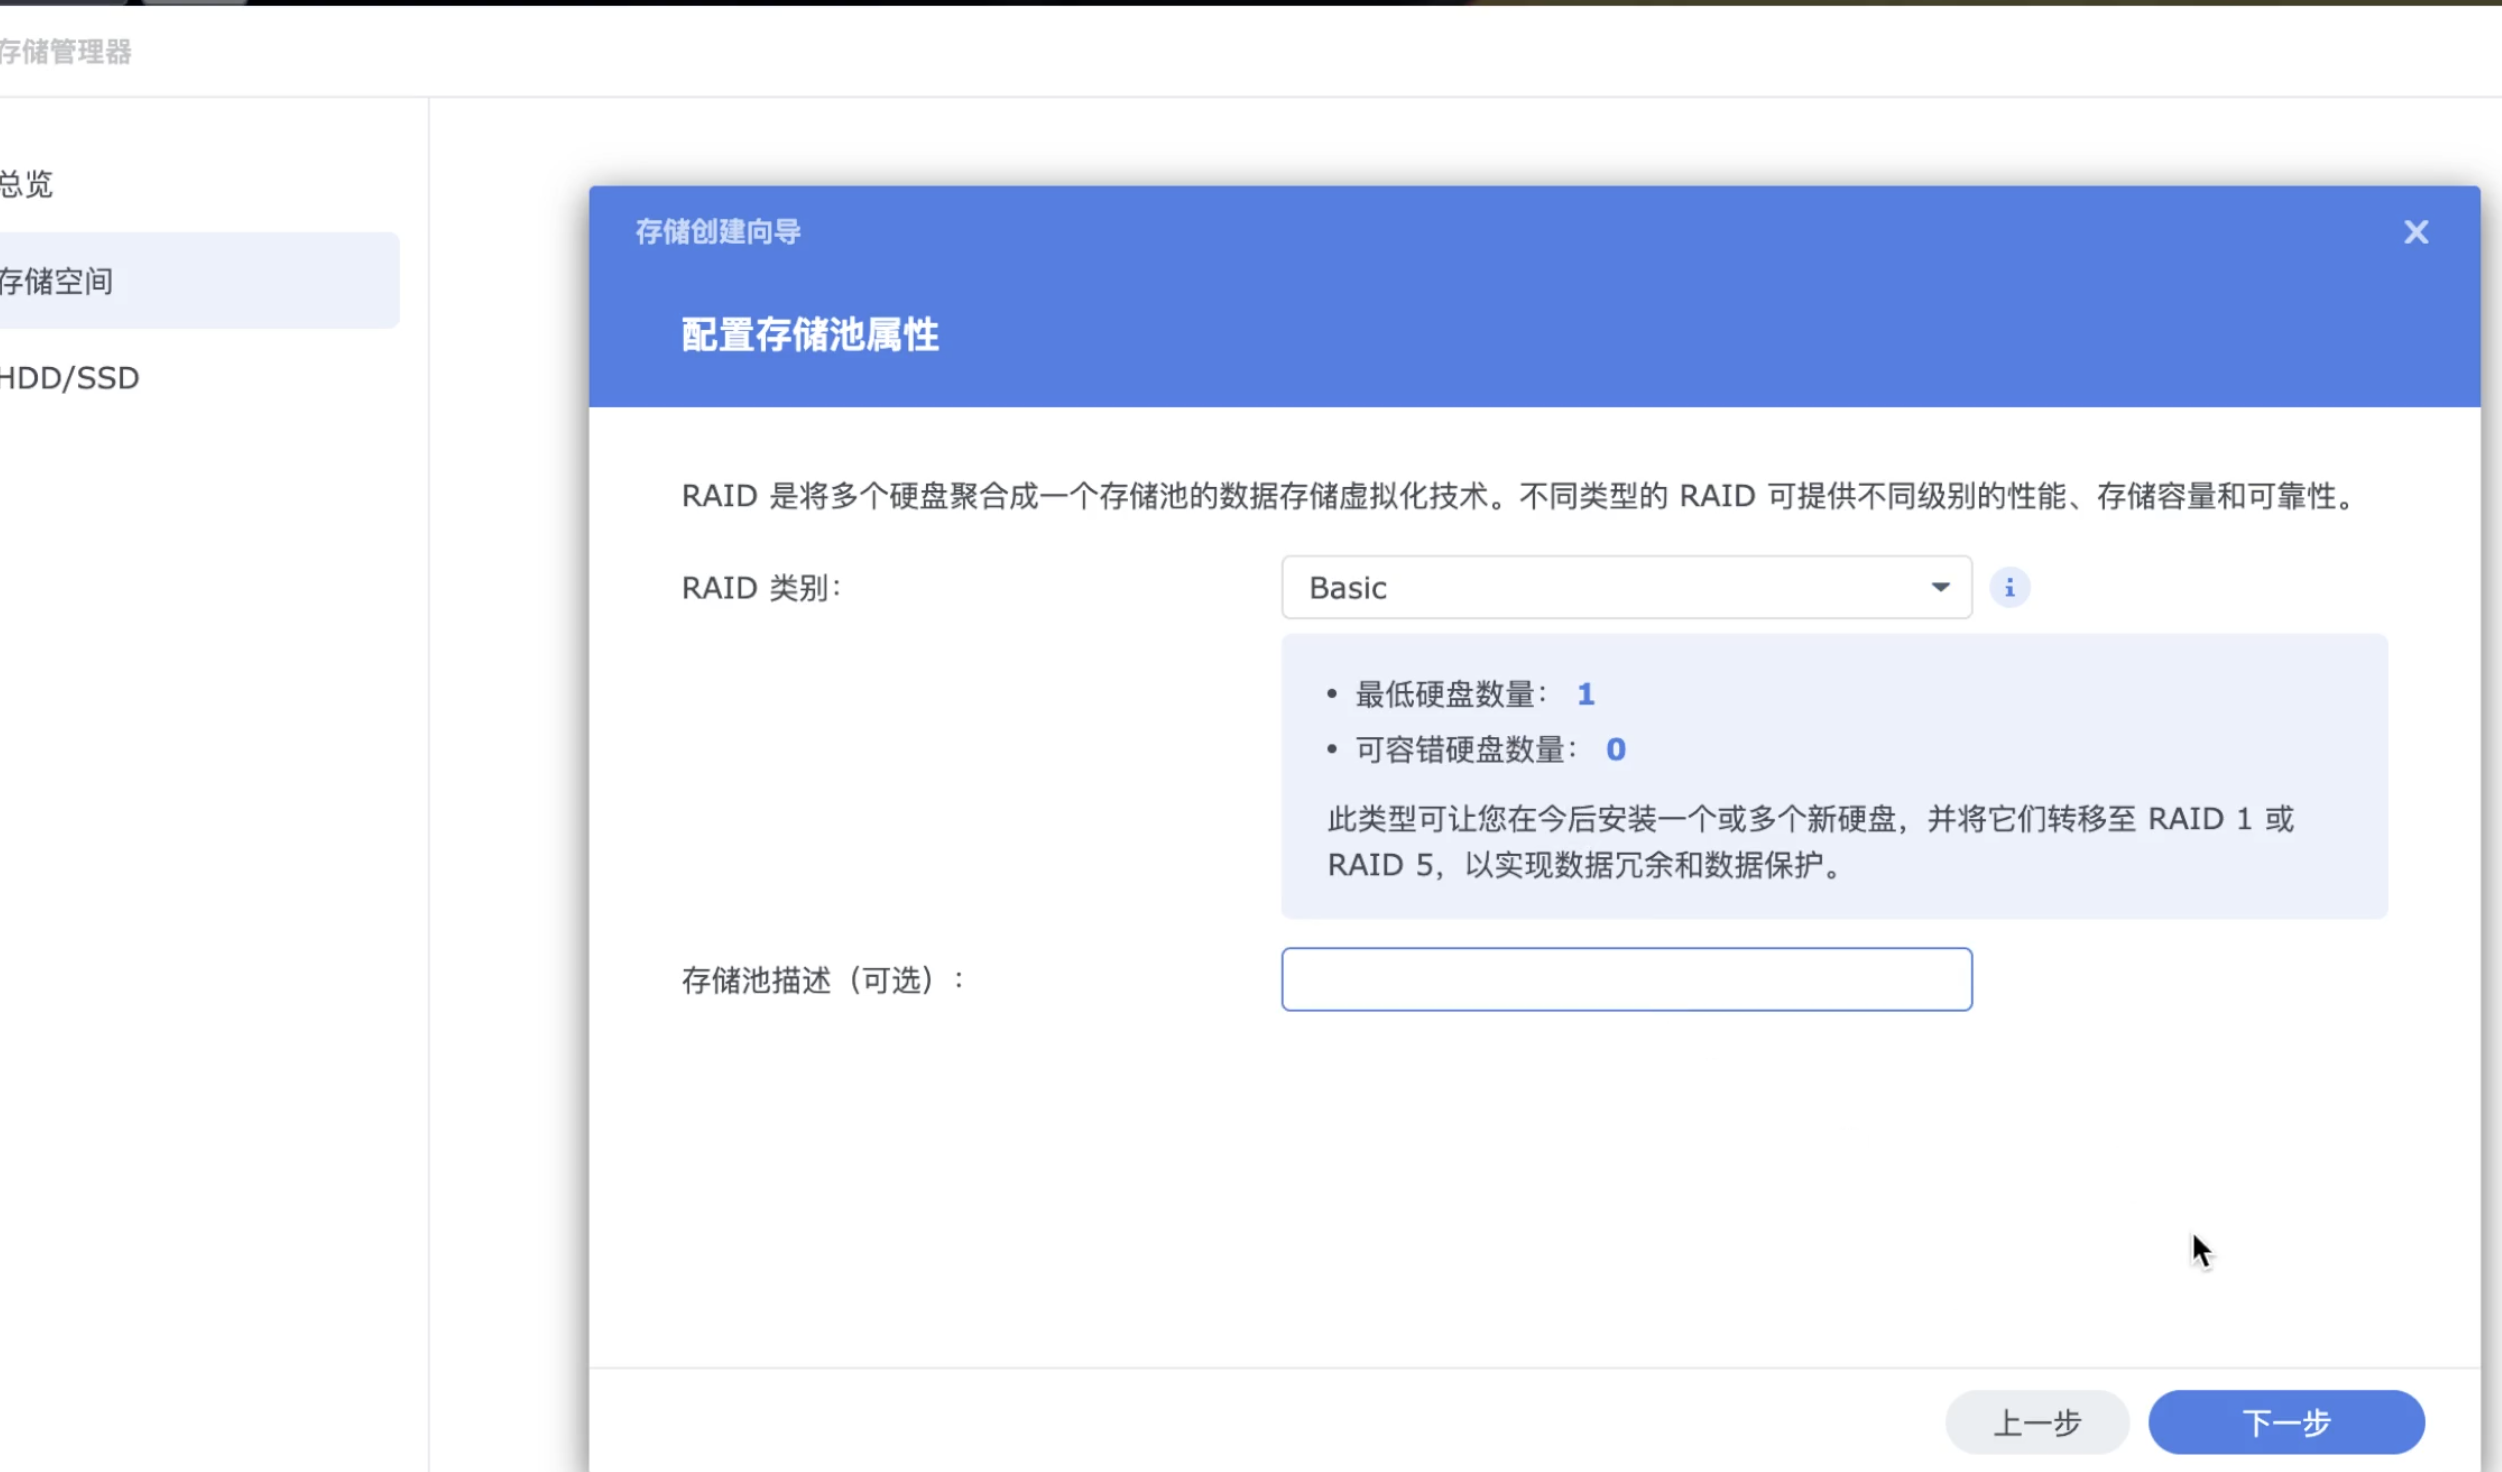 存储管理器
总览
存储空间
HDD/SSD
存储创建向导
配置存储池属性
RAID 是将多个硬盘聚合成一个存储池的数据存储虚拟化技术。不同类型的 RAID 可提供不同级别的性能、存储容量和可靠性。
RAID 类别：
Basic
• 最低硬盘数量： 1
• 可容错硬盘数量： 0
此类型可让您在今后安装一个或多个新硬盘，并将它们转移至 RAID 1 或
RAID 5，以实现数据冗余和数据保护。
存储池描述（可选）：
上一步
下一步